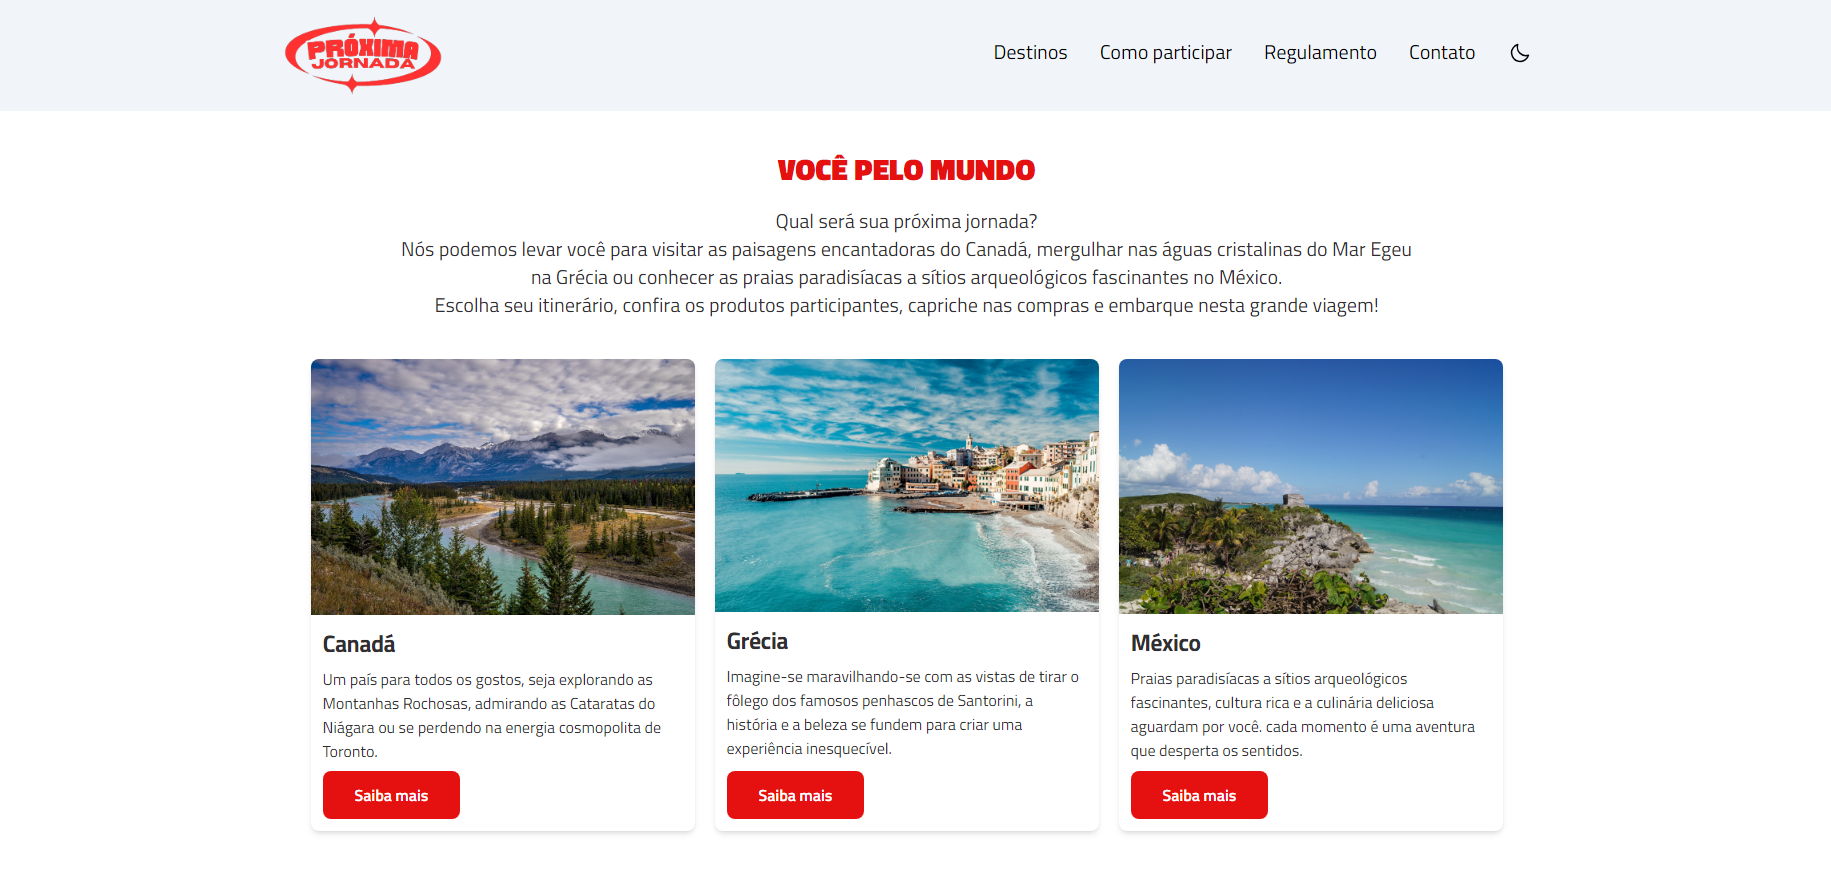 PRÓXIMA
JORNADA
Destinos
Como participar
Regulamento
Contato
VOCÊ PELO MUNDO
Qual será sua próxima jornada?
Nós podemos levar você para visitar as paisagens encantadoras do Canadá, mergulhar nas águas cristalinas do Mar Egeu
na Grécia ou conhecer as praias paradisíacas a sítios arqueológicos fascinantes no México.
Escolha seu itinerário, confira os produtos participantes, capriche nas compras e embarque nesta grande viagem!
Canadá
Um país para todos os gostos, seja explorando as
Montanhas Rochosas, admirando as Cataratas do
Niágara ou se perdendo na energia cosmopolita de
Toronto.
Saiba mais
Grécia
Imagine-se maravilhando-se com as vistas de tirar o
fôlego dos famosos penhascos de Santorini, a
história e a beleza se fundem para criar uma
experiência inesquecível.
Saiba mais
México
Praias paradisíacas a sítios arqueológicos
fascinantes, cultura rica e a culinária deliciosa
aguardam por você. cada momento é uma aventura
que desperta os sentidos.
Saiba mais